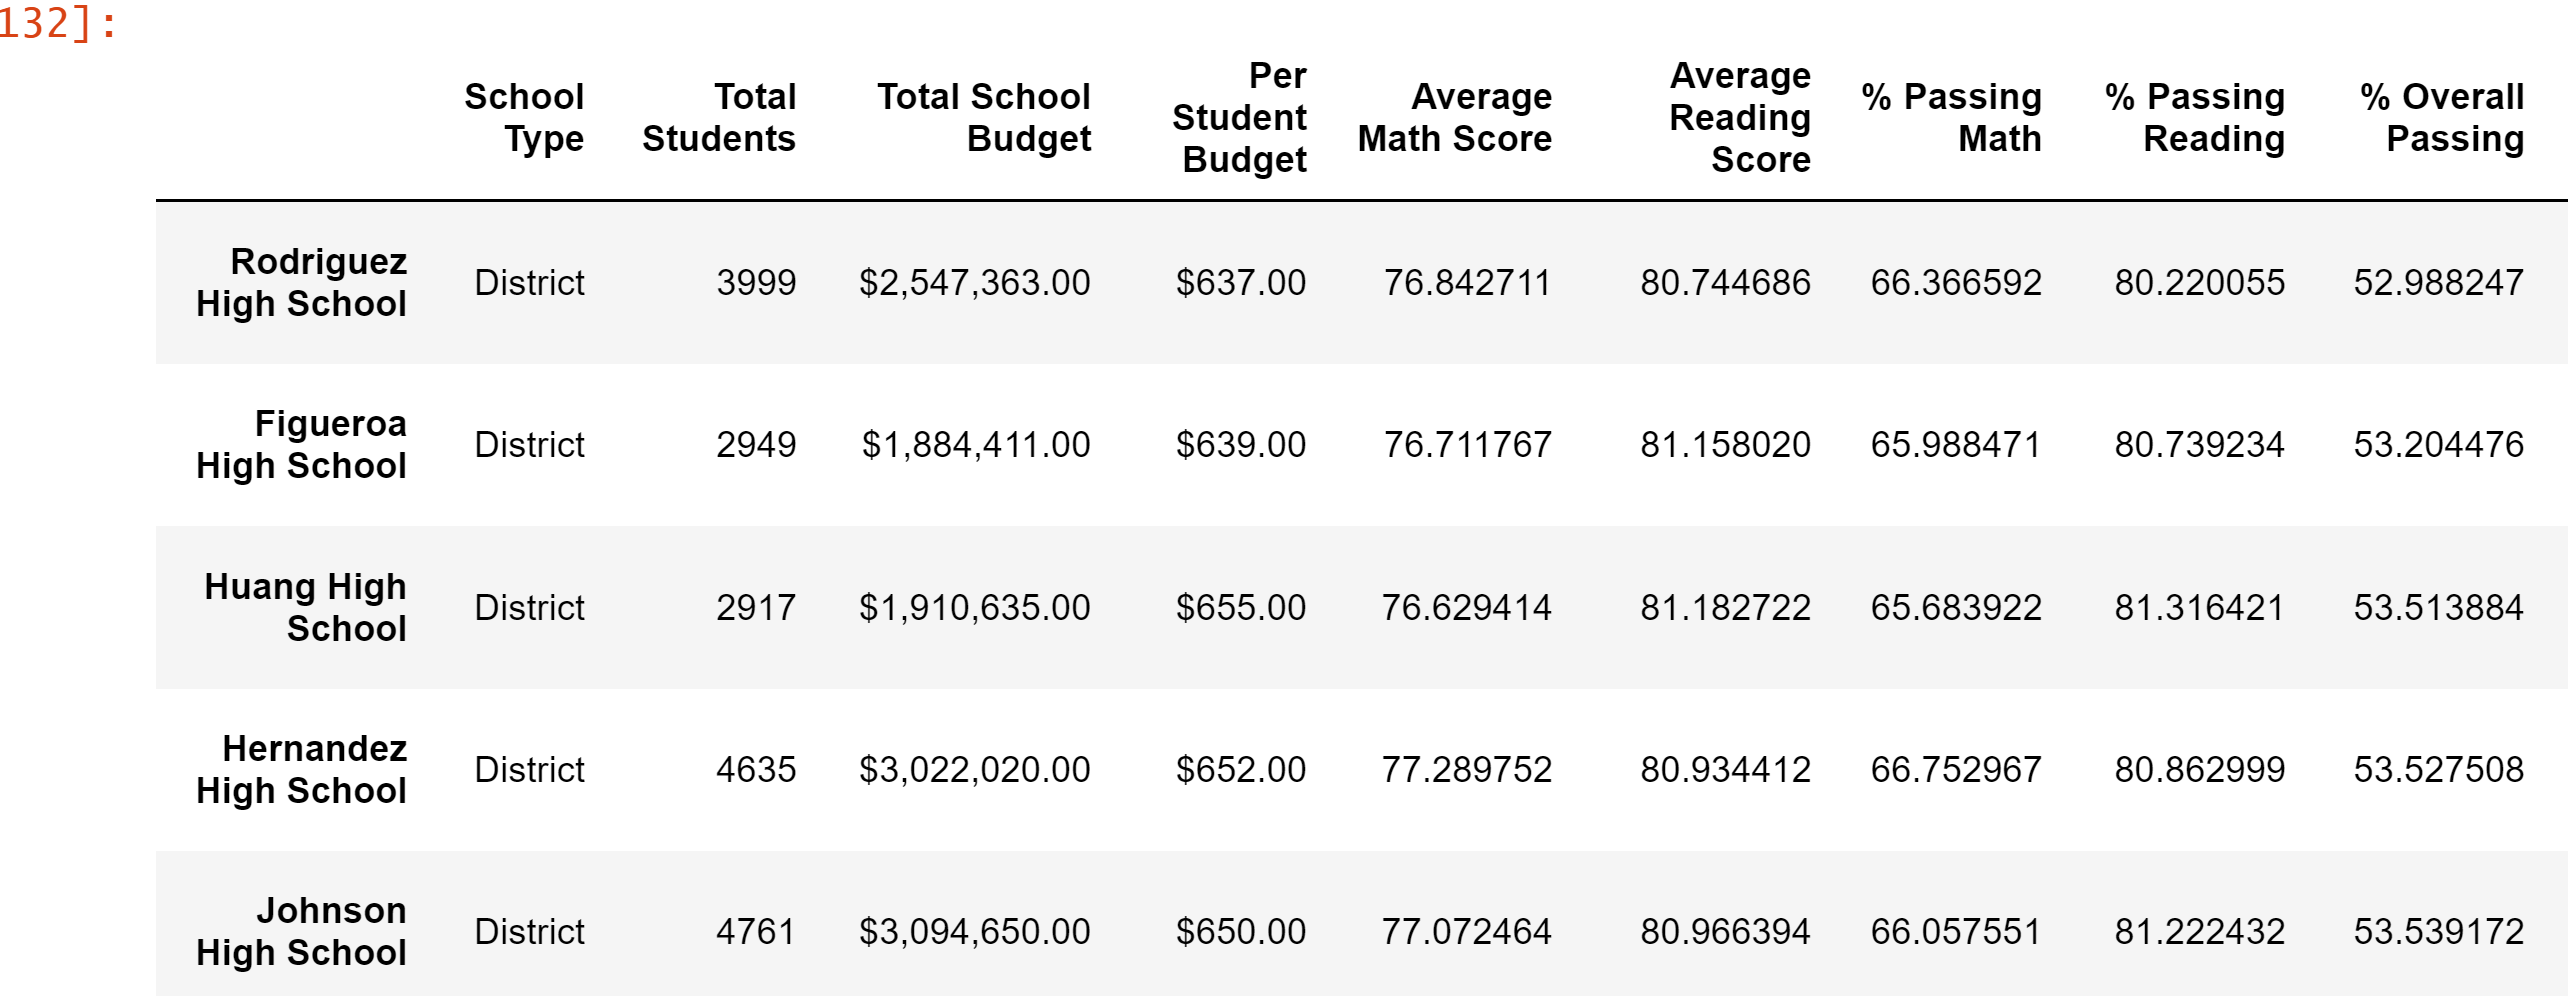 132]:
School Type Total Students Total School Budget Per Student Budget Average Math Score Average Reading Score % Passing Math % Passing Reading % Overall Passing
Rodriguez High School District 3999 $2,547,363.00 $637.00 76.842711 80.744686 66.366592 80.220055 52.988247
Figueroa High School District 2949 $1,884,411.00 $639.00 76.711767 81.158020 65.988471 80.739234 53.204476
Huang High School District 2917 $1,910,635.00 $655.00 76.629414 81.182722 65.683922 81.316421 53.513884
Hernandez High School District 4635 $3,022,020.00 $652.00 77.289752 80.934412 66.752967 80.862999 53.527508
Johnson High School District 4761 $3,094,650.00 $650.00 77.072464 80.966394 66.057551 81.222432 53.539172